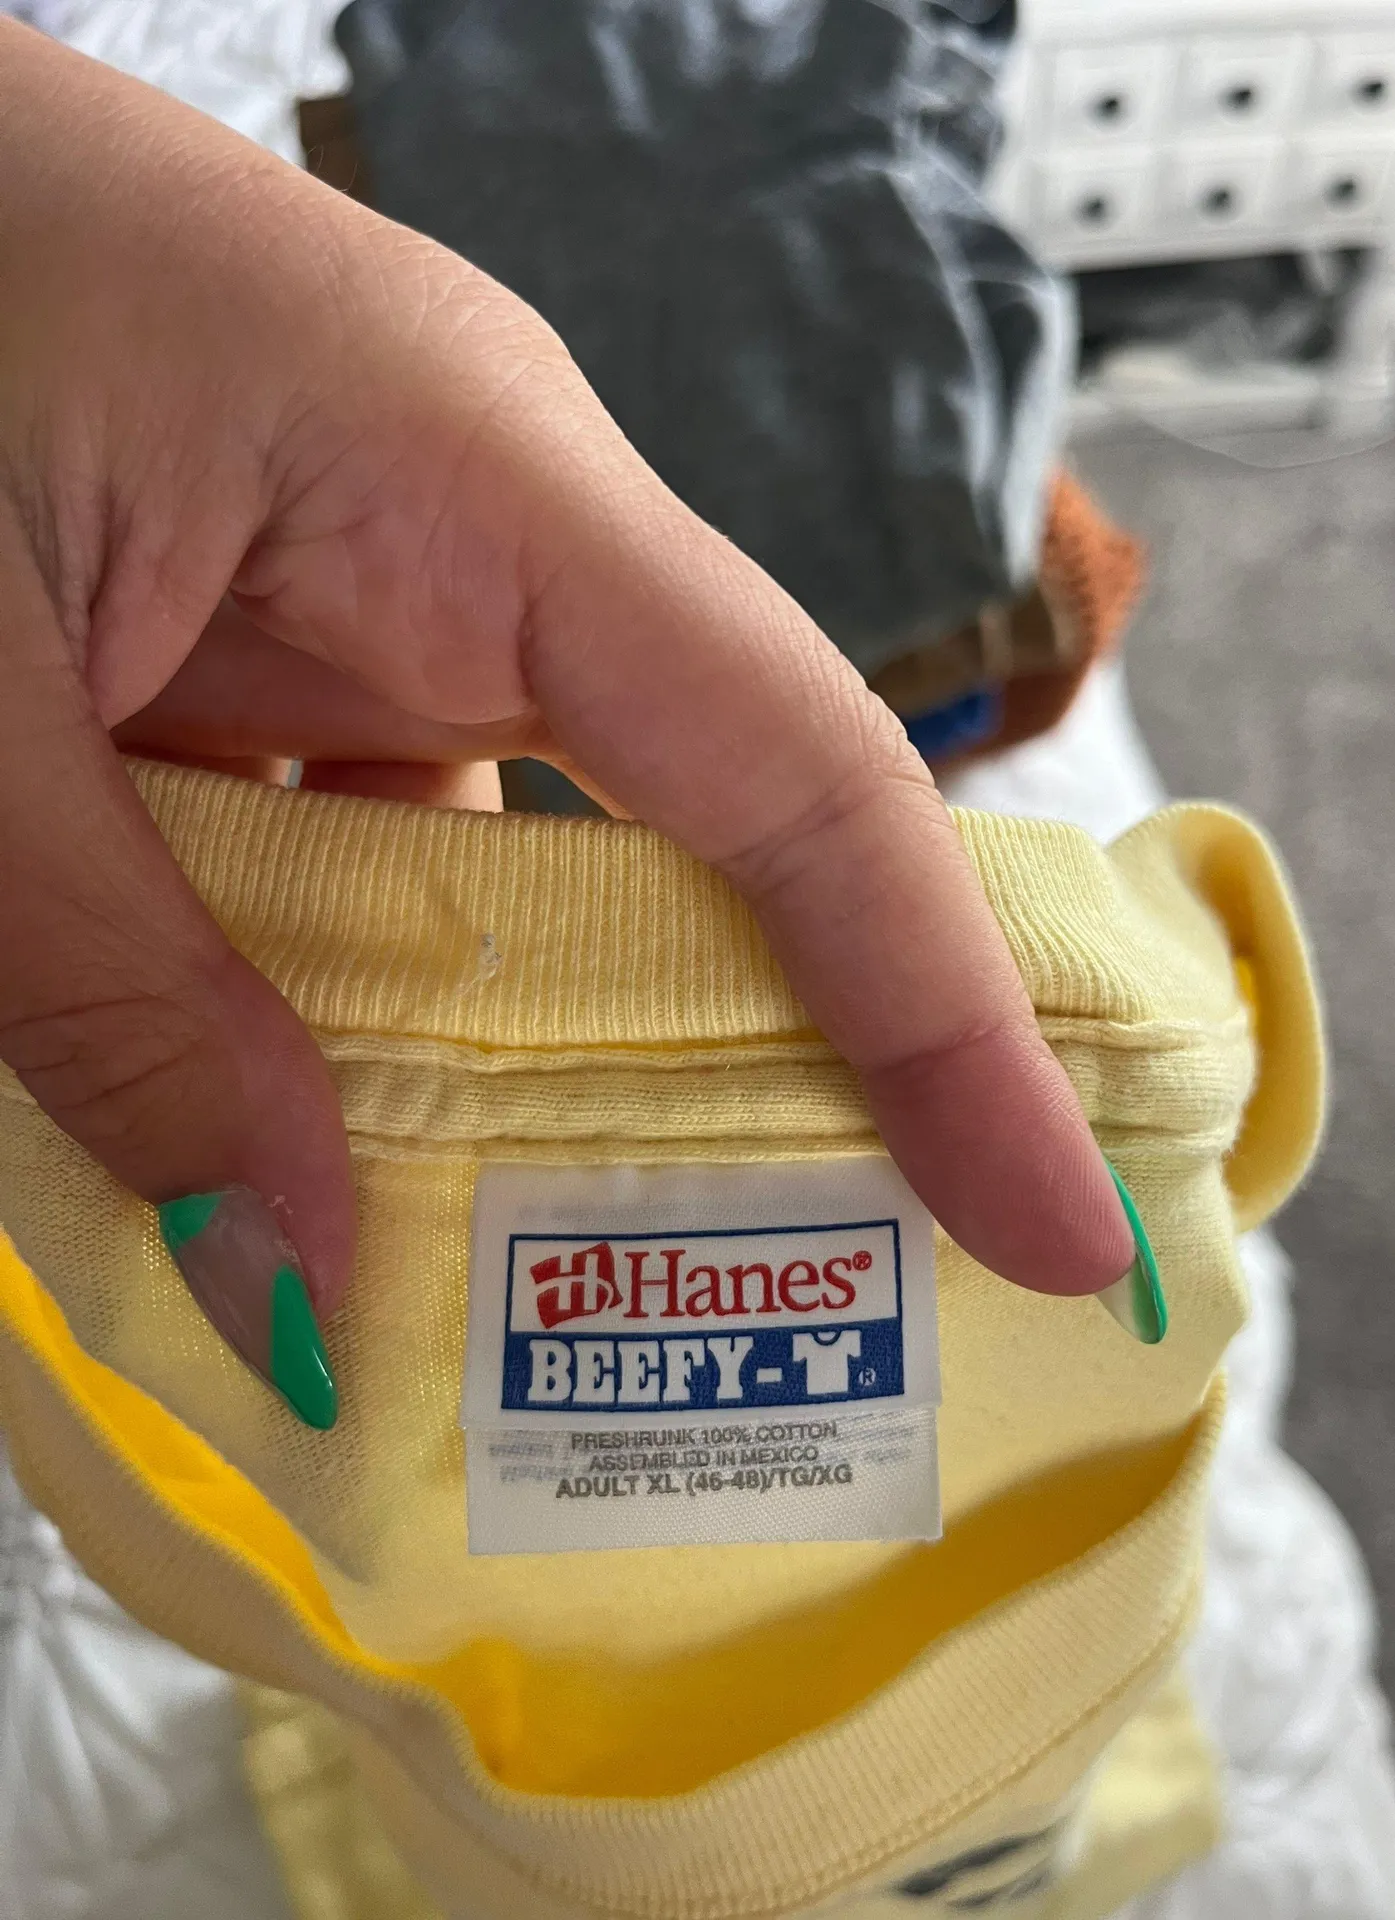 Hanes®
BEEFY-T®
PRESHRUNK 100% COTTON
ASSEMBLED IN MEXICO
ADULT XL (46-48)/TG/XG